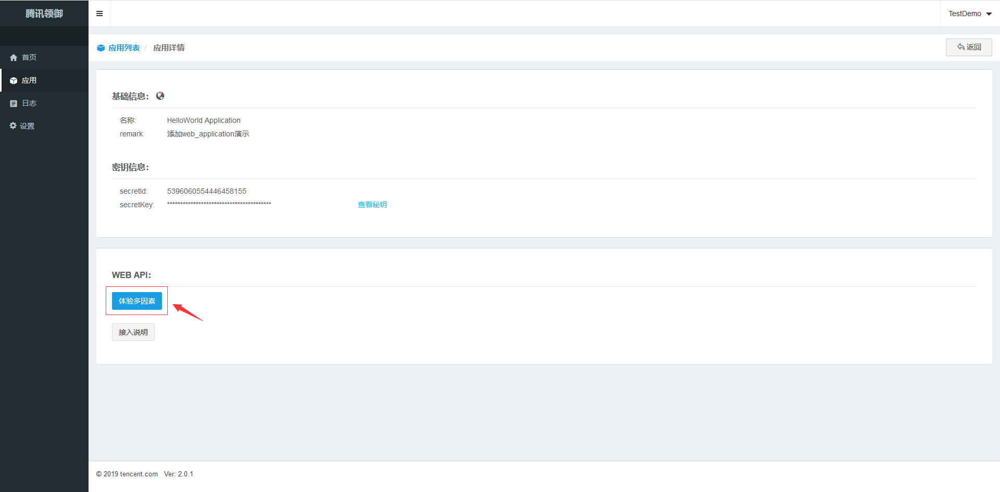 腾讯领御
TestDemo
首页
应用
日志
设置
应用列表 / 应用详情
返回
基础信息：
名称: HelloWorld Application
remark: 添加web_application演示
密钥信息：
secretId: 5396060554446458155
secretKey: **************************************** 查看秘钥
WEB API：
体验多因素
接入说明
© 2019 tencent.com Ver: 2.0.1